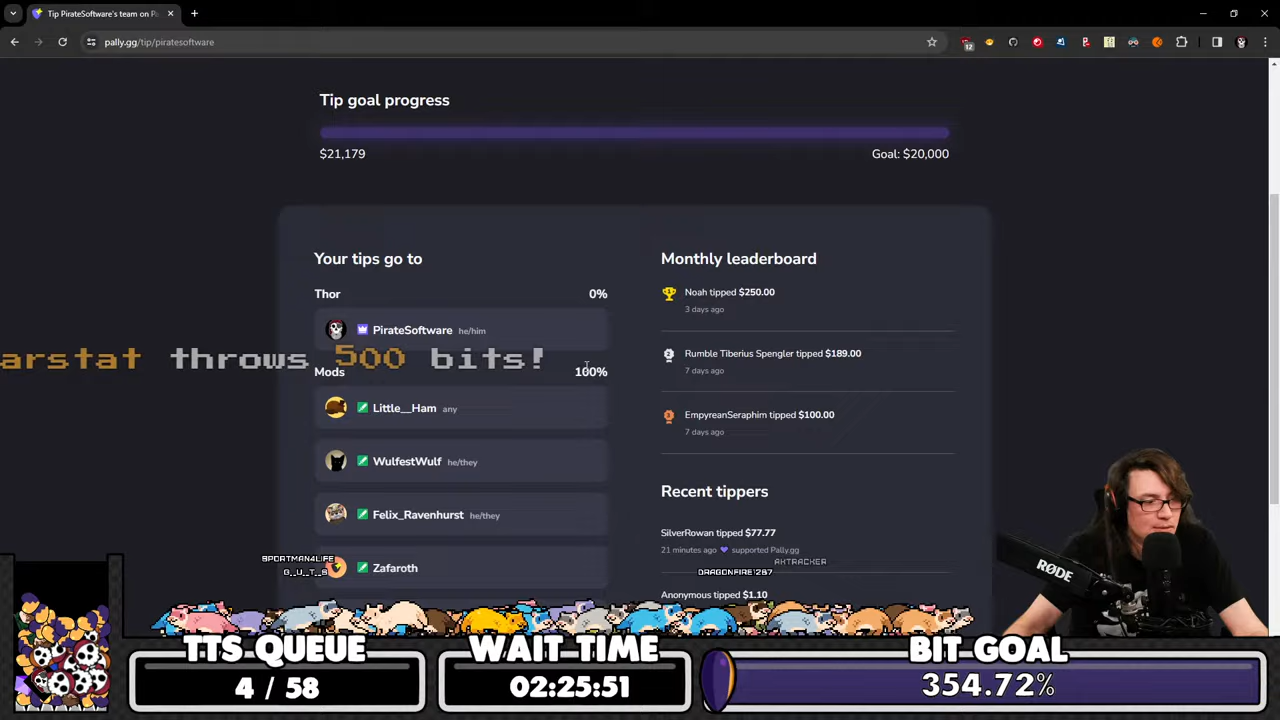 Tip PirateSoftware's team on P
pally.gg/tip/piratesoftware
12
Tip goal progress
$21,179
Goal: $20,000
Your tips go to
Thor
0%
PirateSoftware he/him
arstat throws 500 bits!
Mods
100%
Little__Ham any
WulfestWulf he/they
Felix_Ravenhurst he/they
Zafaroth
Monthly leaderboard
Noah tipped $250.00
3 days ago
Rumble Tiberius Spengler tipped $189.00
7 days ago
EmpyreanSeraphim tipped $100.00
7 days ago
Recent tippers
SilverRowan tipped $77.77
21 minutes ago supported Pally.gg
Anonymous tipped $1.10
SPORTMAN4LIFE
G_U_T_S
AKTRACKER
DRAGONFIRE1267
RØDE
TTS QUEUE
4 / 58
WAIT TIME
02:25:51
BIT GOAL
354.72%